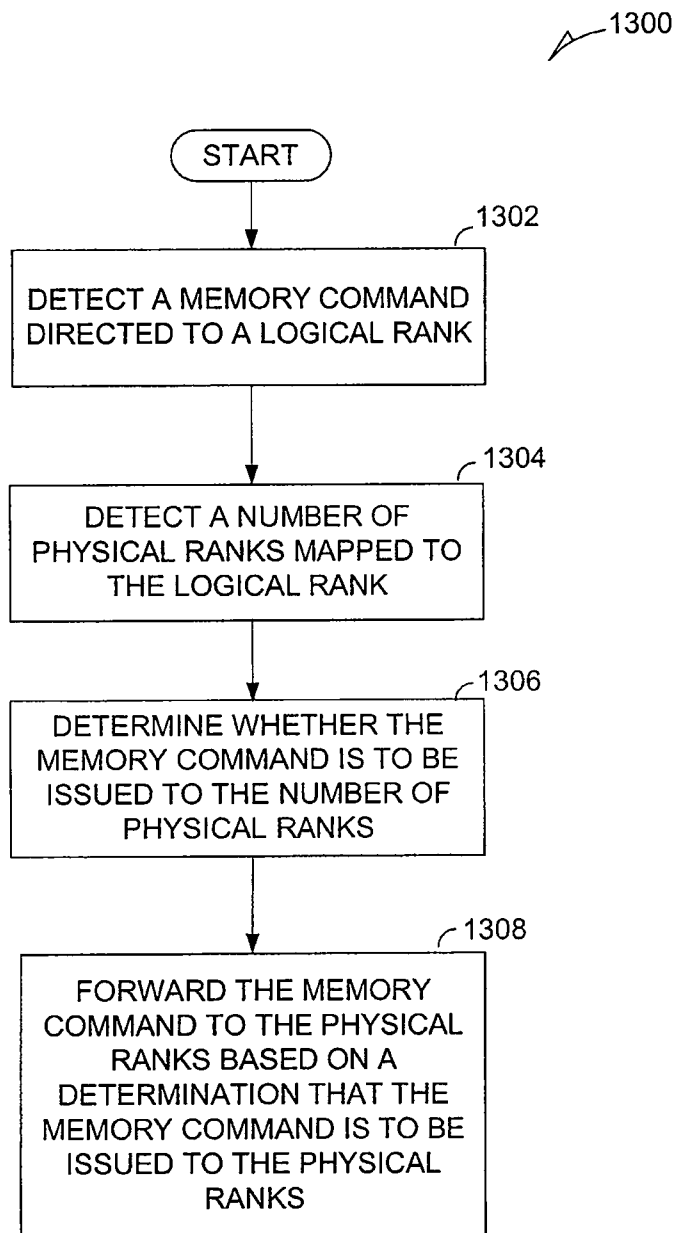 1300
START
1302
DETECT A MEMORY COMMAND
DIRECTED TO A LOGICAL RANK
1304
DETECT A NUMBER OF
PHYSICAL RANKS MAPPED TO
THE LOGICAL RANK
1306
DETERMINE WHETHER THE
MEMORY COMMAND IS TO BE
ISSUED TO THE NUMBER OF
PHYSICAL RANKS
1308
FORWARD THE MEMORY
COMMAND TO THE PHYSICAL
RANKS BASED ON A
DETERMINATION THAT THE
MEMORY COMMAND IS TO BE
ISSUED TO THE PHYSICAL
RANKS